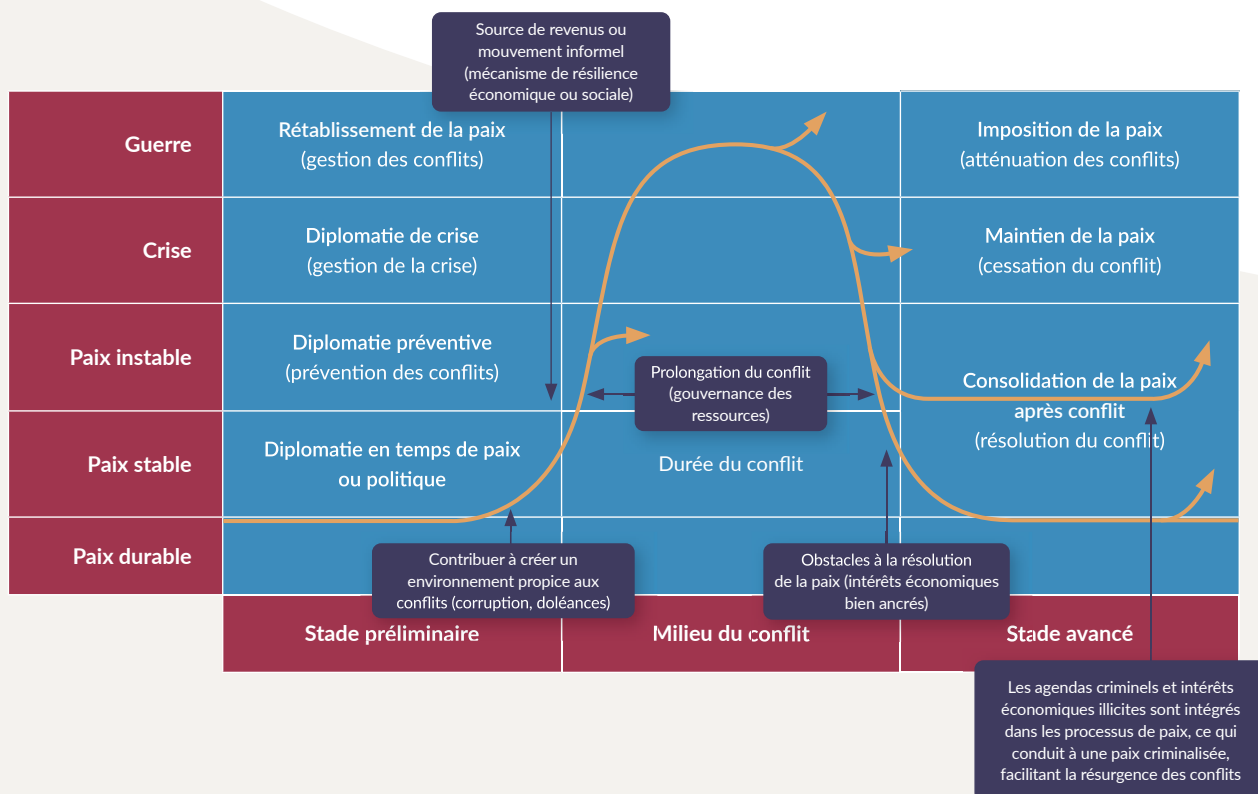 Source de revenus ou
mouvement informel
(mécanisme de résilience
économique ou sociale)
Guerre
Rétablissement de la paix
(gestion des conflits)
Imposition de la paix
(atténuation des conflits)
Crise
Diplomatie de crise
(gestion de la crise)
Maintien de la paix
(cessation du conflit)
Paix instable
Diplomatie préventive
(prévention des conflits)
Prolongation du conflit
(gouvernance des
ressources)
Consolidation de la paix
après conflit
(résolution du conflit)
Paix stable
Diplomatie en temps de paix
ou politique
Durée du conflit
Paix durable
Contribuer à créer un
environnement propice aux
conflits (corruption, doléances)
Obstacles à la résolution
de la paix (intérêts économiques
bien ancrés)
Stade préliminaire
Milieu du conflit
Stade avancé
Les agendas criminels et intérêts
économiques illicites sont intégrés
dans les processus de paix, ce qui
conduit à une paix criminalisée,
facilitant la résurgence des conflits